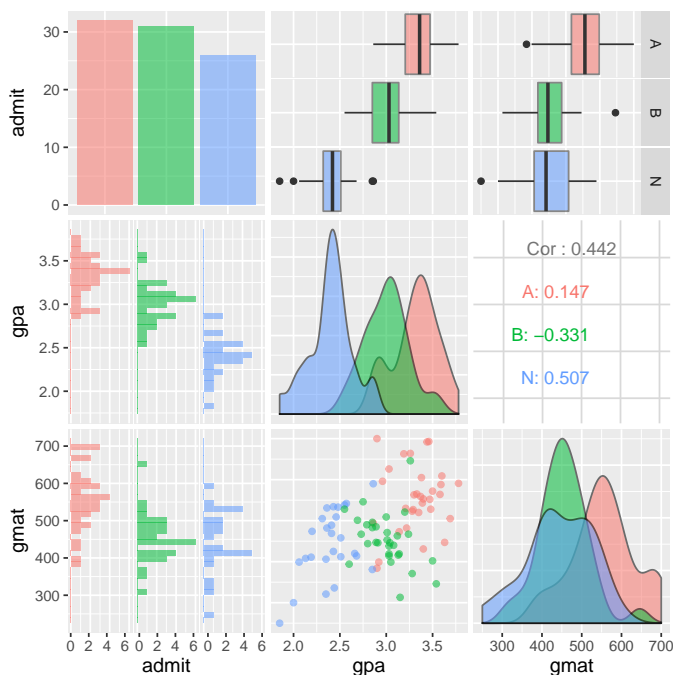 admit
30
20
10
0
A
B
N
gpa
3.5
3.0
2.5
2.0
Cor : 0.442
A: 0.147
B: −0.331
N: 0.507
gmat
700
600
500
400
300
0 2 4 6 0 2 4 6 0 2 4 6
2.0 2.5 3.0 3.5
300 400 500 600 700
admit
gpa
gmat